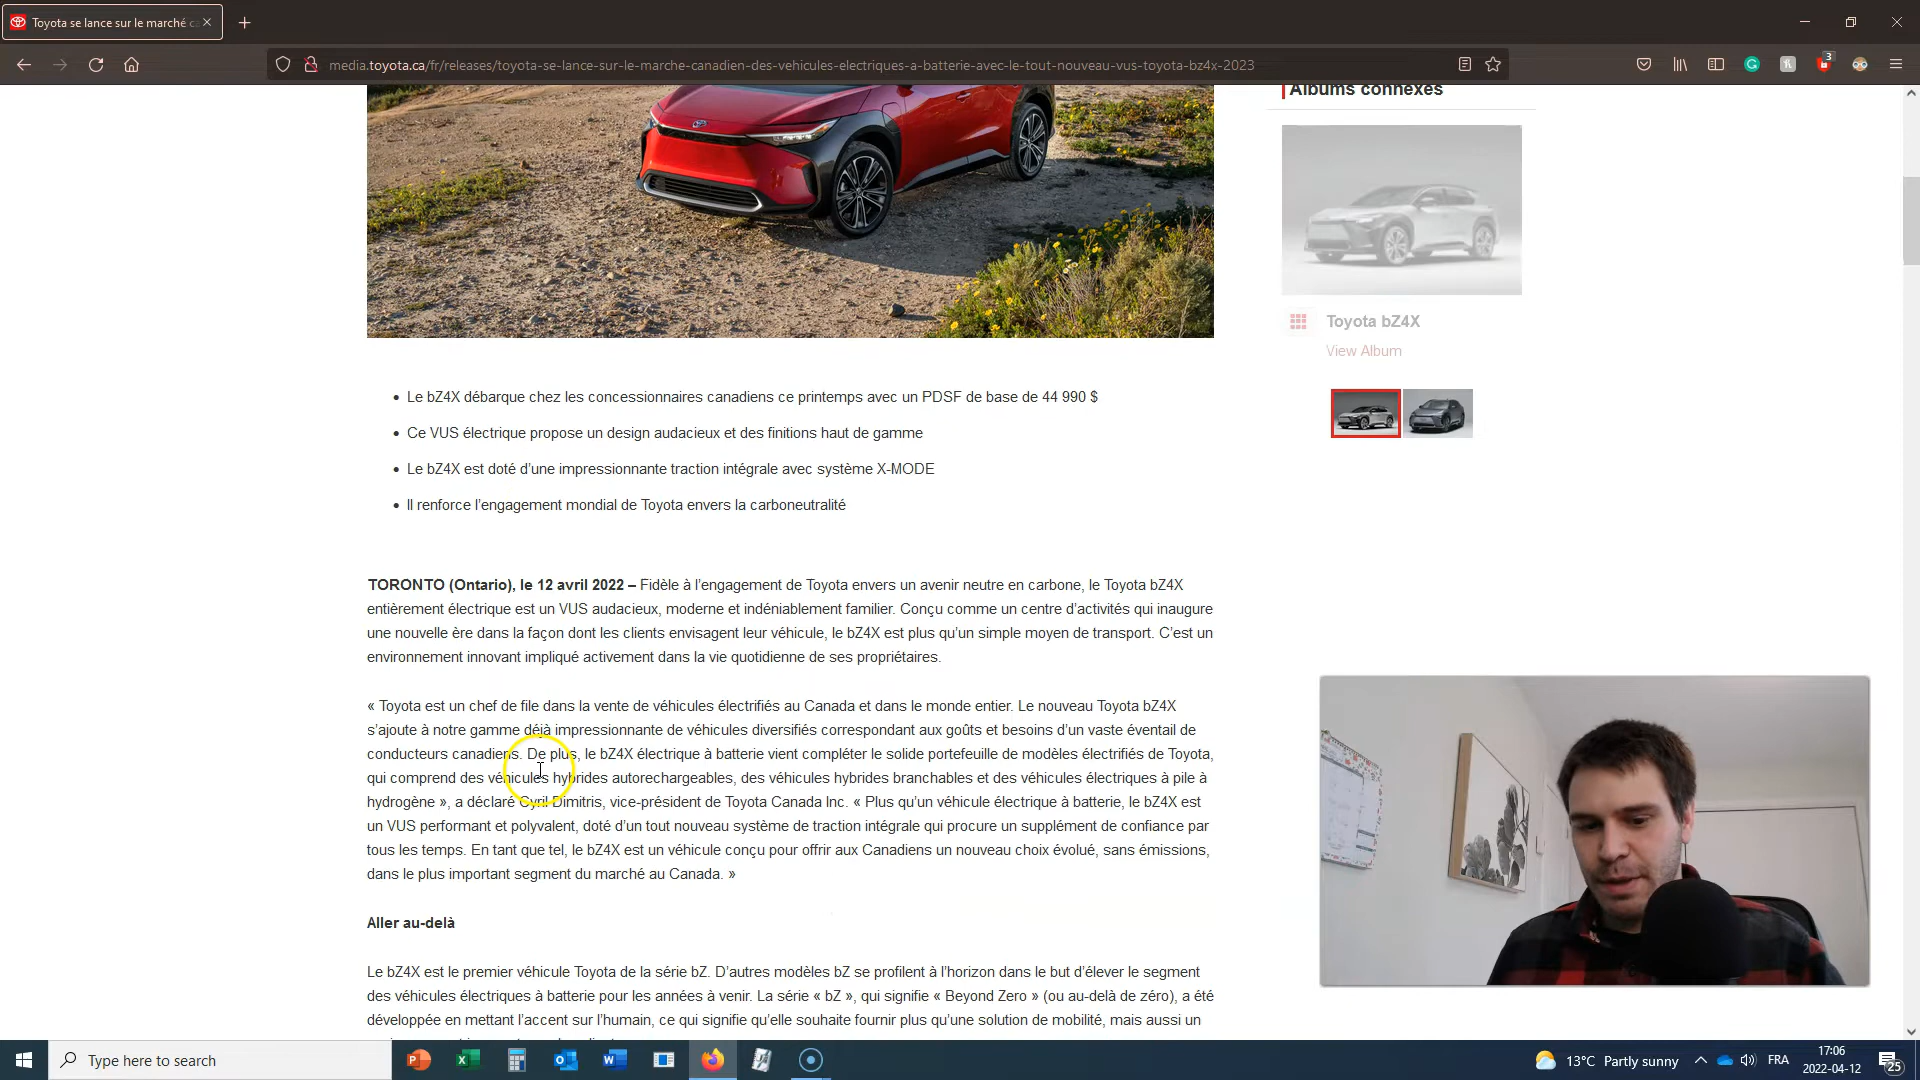 Toyota se lance sur le marché ca
media.toyota.ca/fr/releases/toyota-se-lance-sur-le-marche-canadien-des-vehicules-electriques-a-batterie-avec-le-tout-nouveau-vus-toyota-bz4x-2023
3
Albums connexes
Toyota bZ4X
View Album
• Le bZ4X débarque chez les concessionnaires canadiens ce printemps avec un PDSF de base de 44 990 $
• Ce VUS électrique propose un design audacieux et des finitions haut de gamme
• Le bZ4X est doté d’une impressionnante traction intégrale avec système X-MODE
• Il renforce l’engagement mondial de Toyota envers la carboneutralité
TORONTO (Ontario), le 12 avril 2022 – Fidèle à l’engagement de Toyota envers un avenir neutre en carbone, le Toyota bZ4X
entièrement électrique est un VUS audacieux, moderne et indéniablement familier. Conçu comme un centre d’activités qui inaugure
une nouvelle ère dans la façon dont les clients envisagent leur véhicule, le bZ4X est plus qu’un simple moyen de transport. C’est un
environnement innovant impliqué activement dans la vie quotidienne de ses propriétaires.
« Toyota est un chef de file dans la vente de véhicules électrifiés au Canada et dans le monde entier. Le nouveau Toyota bZ4X
s’ajoute à notre gamme déjà impressionnante de véhicules diversifiés correspondant aux goûts et besoins d’un vaste éventail de
conducteurs canadiens. De plus, le bZ4X électrique à batterie vient compléter le solide portefeuille de modèles électrifiés de Toyota,
qui comprend des véhicules hybrides autorechargeables, des véhicules hybrides branchables et des véhicules électriques à pile à
hydrogène », a déclaré Cyril Dimitris, vice-président de Toyota Canada Inc. « Plus qu’un véhicule électrique à batterie, le bZ4X est
un VUS performant et polyvalent, doté d’un tout nouveau système de traction intégrale qui procure un supplément de confiance par
tous les temps. En tant que tel, le bZ4X est un véhicule conçu pour offrir aux Canadiens un nouveau choix évolué, sans émissions,
dans le plus important segment du marché au Canada. »
Aller au-delà
Le bZ4X est le premier véhicule Toyota de la série bZ. D’autres modèles bZ se profilent à l’horizon dans le but d’élever le segment
des véhicules électriques à batterie pour les années à venir. La série « bZ », qui signifie « Beyond Zero » (ou au-delà de zéro), a été
développée en mettant l’accent sur l’humain, ce qui signifie qu’elle souhaite fournir plus qu’une solution de mobilité, mais aussi un
Type here to search
13°C Partly sunny
FRA
17:06
2022-04-12
25